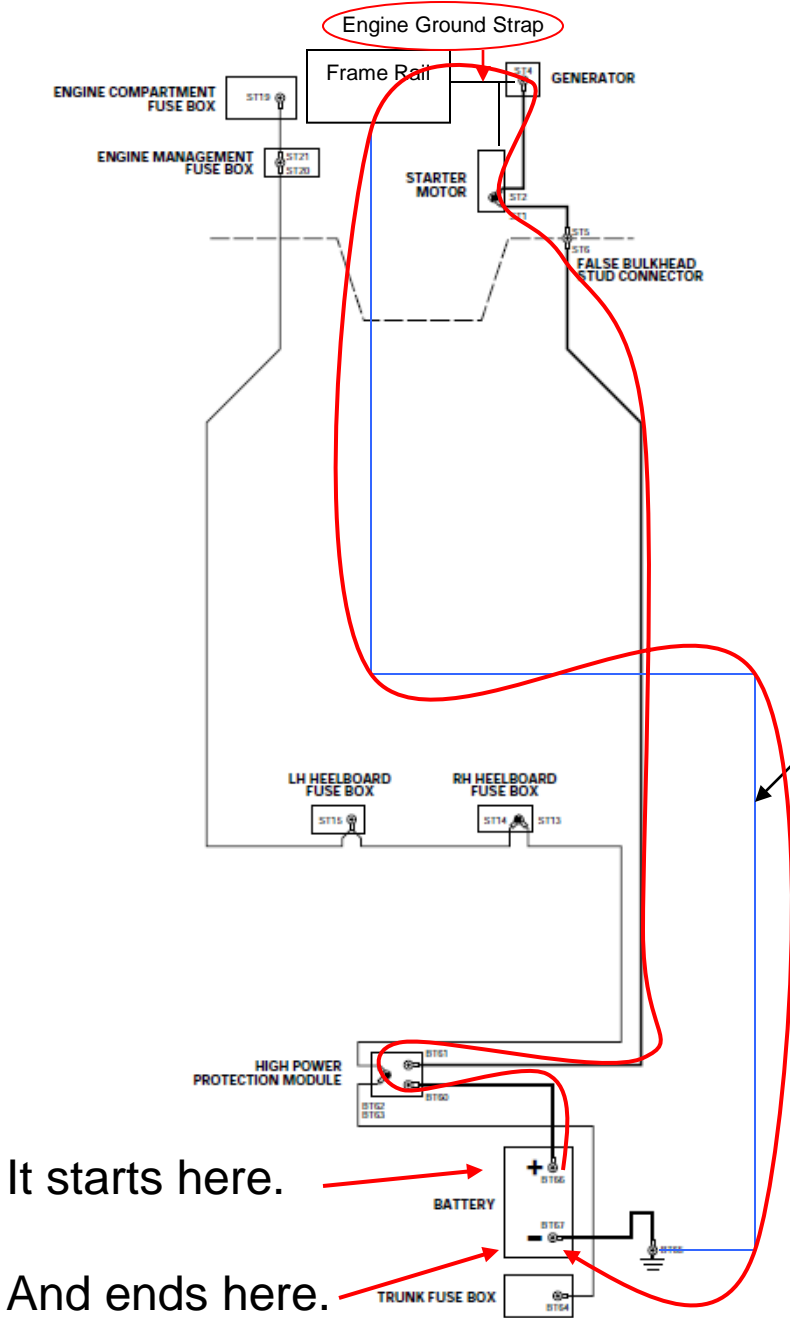 Engine Ground Strap
Frame Rail
ST4
GENERATOR
ENGINE COMPARTMENT
FUSE BOX
ST19
ENGINE MANAGEMENT
FUSE BOX
ST21
ST20
STARTER
MOTOR
ST2
ST1
ST5
ST6
FALSE BULKHEAD
STUD CONNECTOR
LH HEELBOARD
FUSE BOX
RH HEELBOARD
FUSE BOX
ST15
ST14
ST13
HIGH POWER
PROTECTION MODULE
BT61
BT60
BT62
BT63
It starts here.
+
BT66
BATTERY
BT67
-
And ends here.
TRUNK FUSE BOX
BT64